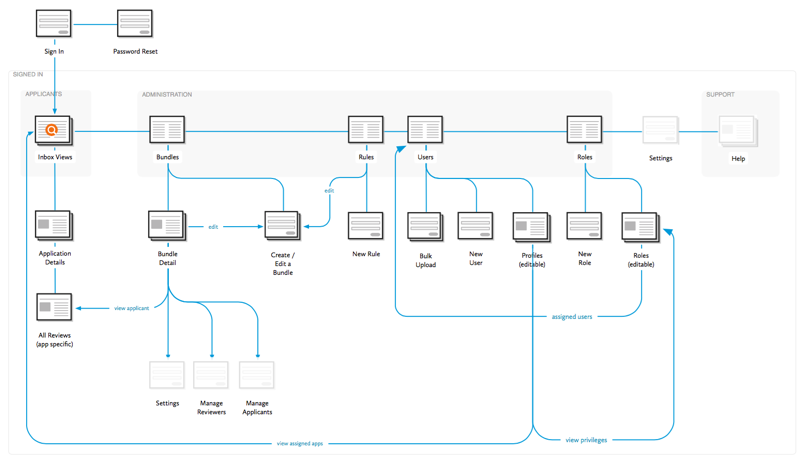 Sign In
Password Reset
SIGNED IN
APPLICANTS
ADMINISTRATION
SUPPORT
Inbox Views
Bundles
Rules
Users
Roles
Settings
Help
edit
edit
Application
Details
Bundle
Detail
Create /
Edit a
Bundle
New Rule
Bulk
Upload
New
User
Profiles
(editable)
New
Role
Roles
(editable)
view applicant
assigned users
All Reviews
(app specific)
Settings
Manage
Reviewers
Manage
Applicants
view assigned apps
view privileges